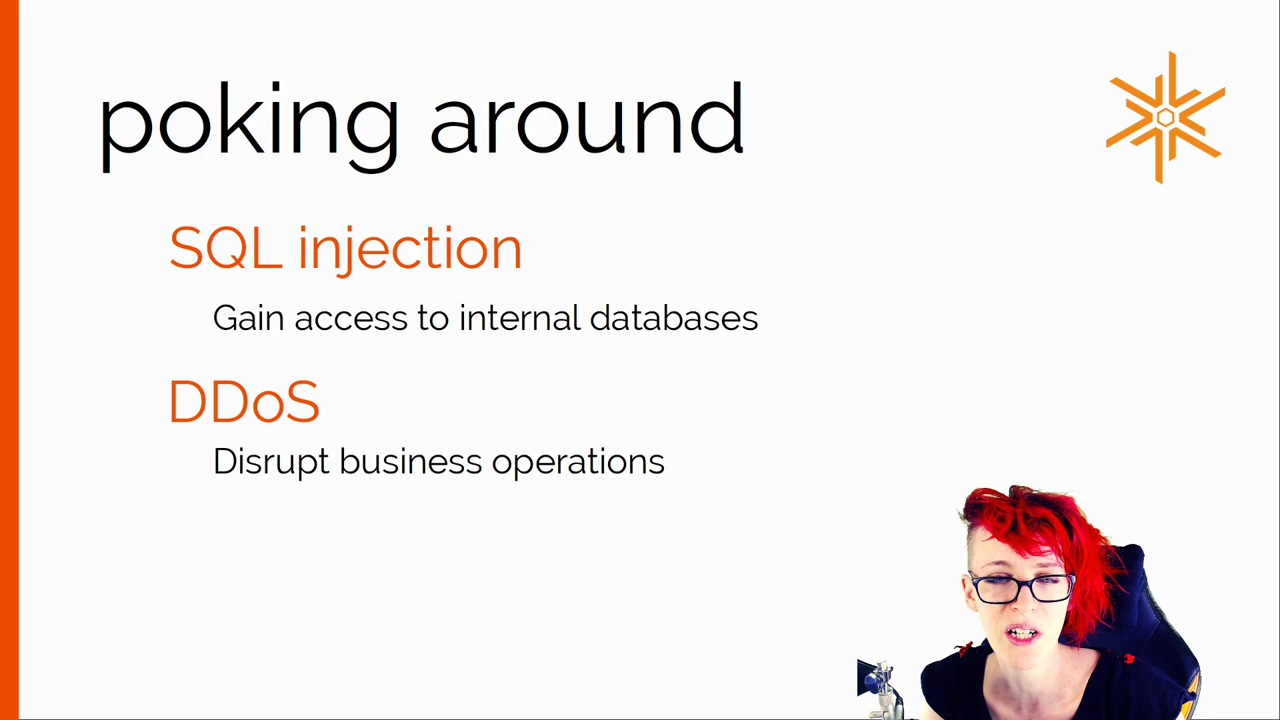 poking around
SQL injection
Gain access to internal databases
DDoS
Disrupt business operations